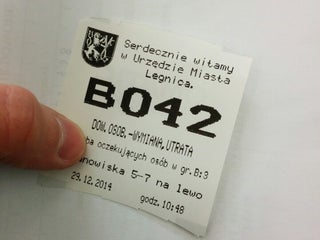 Serdecznie witamy
w Urzędzie Miasta
Legnica.
B042
DOW. OSOB. -WYMIANA, UTRATA
oczekujących osób w gr.B:3
5-7 na lewo
29.12.2014 godz.10:48